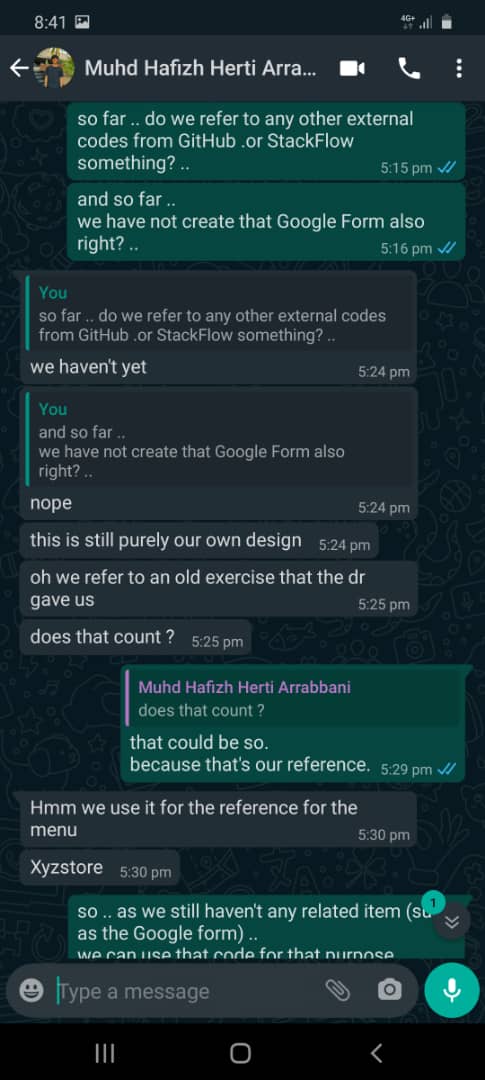 8:41
4G+
Muhd Hafizh Herti Arra...
so far .. do we refer to any other external
codes from GitHub .or StackFlow
something? ..
5:15 pm
and so far ..
we have not create that Google Form also
right? ..
5:16 pm
You
so far .. do we refer to any other external codes
from GitHub .or StackFlow something? ..
we haven't yet
5:24 pm
You
and so far ..
we have not create that Google Form also
right? ..
nope
5:24 pm
this is still purely our own design
5:24 pm
oh we refer to an old exercise that the dr
gave us
5:25 pm
does that count ?
5:25 pm
Muhd Hafizh Herti Arrabbani
does that count ?
that could be so.
because that's our reference.
5:29 pm
Hmm we use it for the reference for the
menu
5:30 pm
Xyzstore
5:30 pm
so .. as we still haven't any related item
1
as the Google form) ..
we can use that code for that purpose
Type a message